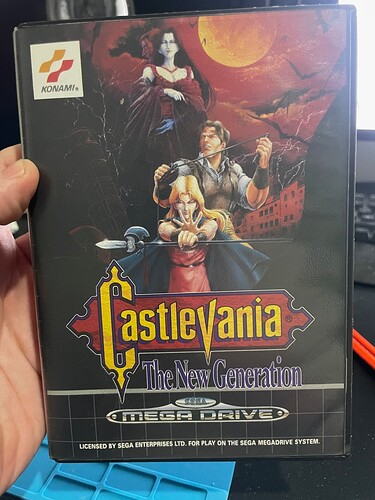 KONAMI®
Castlevania®
The New Generation
SEGA
MEGA DRIVE
LICENSED BY SEGA ENTERPRISES LTD. FOR PLAY ON THE SEGA MEGADRIVE SYSTEM.